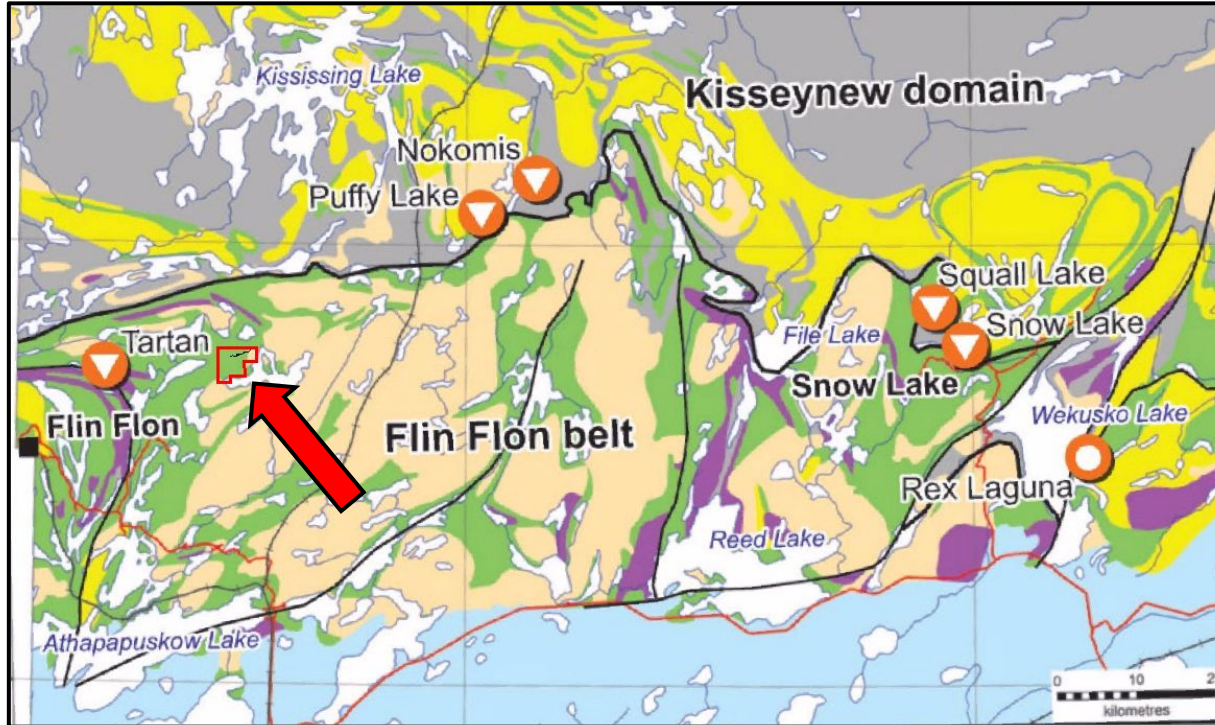 Kississing Lake
Kisseynew domain
Nokomis
Puffy Lake
Squall Lake
Snow Lake
File Lake
Tartan
Snow Lake
Wekusko Lake
Flin Flon
Flin Flon belt
Rex Laguna
Reed Lake
Athapapuskow Lake
0 10 2
kilometres